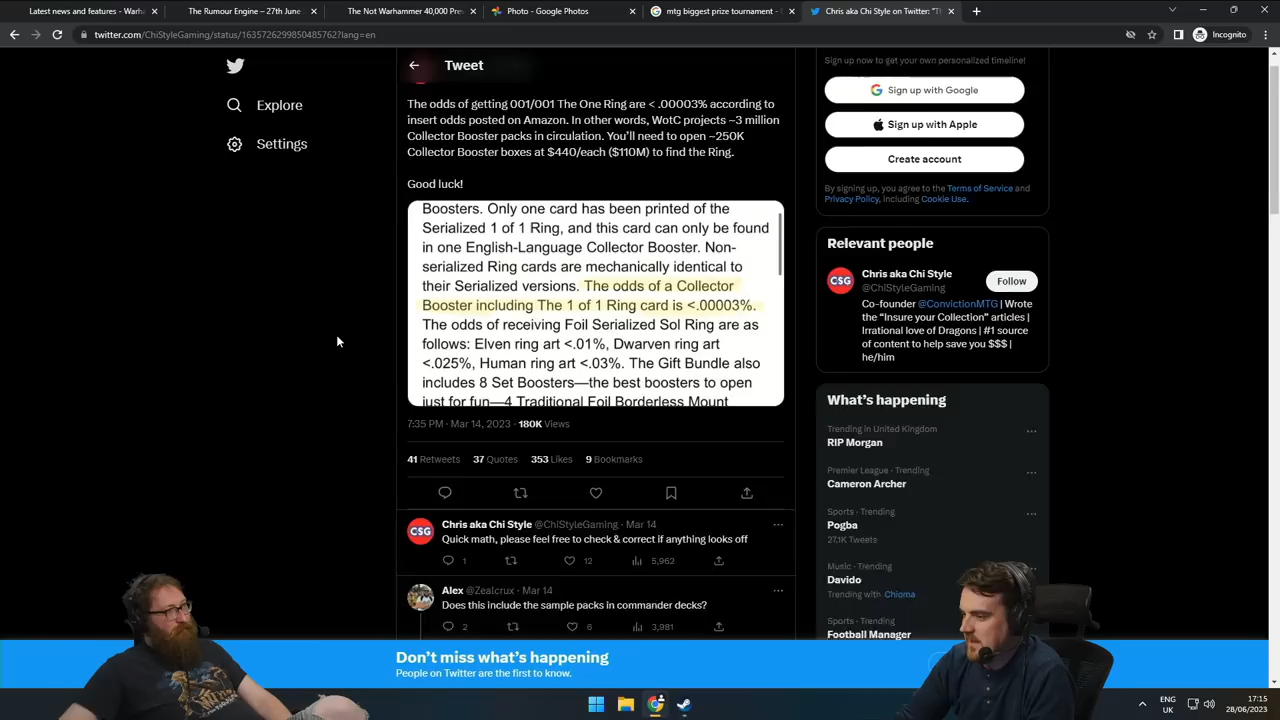 Latest news and features - Warha
The Rumour Engine – 27th June
The Not Warhammer 40,000 Prev
Photo - Google Photos
mtg biggest prize tournament -
Chris aka Chi Style on Twitter: "T
twitter.com/ChiStyleGaming/status/1635726299850485762?lang=en
Incognito
Explore
Settings
Tweet
The odds of getting 001/001 The One Ring are < .00003% according to
insert odds posted on Amazon. In other words, WotC projects ~3 million
Collector Booster packs in circulation. You'll need to open ~250K
Collector Booster boxes at $440/each ($110M) to find the Ring.
Good luck!
Boosters. Only one card has been printed of the
Serialized 1 of 1 Ring, and this card can only be found
in one English-Language Collector Booster. Non-
serialized Ring cards are mechanically identical to
their Serialized versions. The odds of a Collector
Booster including The 1 of 1 Ring card is <.00003%.
The odds of receiving Foil Serialized Sol Ring are as
follows: Elven ring art <.01%, Dwarven ring art
<.025%, Human ring art <.03%. The Gift Bundle also
includes 8 Set Boosters—the best boosters to open
just for fun—4 Traditional Foil Borderless Mount
7:35 PM · Mar 14, 2023 · 180K Views
41 Retweets 37 Quotes 353 Likes 9 Bookmarks
CSG
Chris aka Chi Style @ChiStyleGaming · Mar 14
Quick math, please feel free to check & correct if anything looks off
1 12 5,962
Alex @Zealcrux · Mar 14
Does this include the sample packs in commander decks?
2 6 3,981
Sign up now to get your own personalized timeline!
Sign up with Google
Sign up with Apple
Create account
By signing up, you agree to the Terms of Service and
Privacy Policy, including Cookie Use.
Relevant people
CSG
Chris aka Chi Style
@ChiStyleGaming
Follow
Co-founder @ConvictionMTG | Wrote
the "Insure your Collection" articles |
Irrational love of Dragons | #1 source
of content to help save you $$$ |
he/him
What's happening
Trending in United Kingdom
RIP Morgan
Premier League · Trending
Cameron Archer
Sports · Trending
Pogba
27.1K Tweets
Music · Trending
Davido
Trending with Chioma
Sports · Trending
Football Manager
Don't miss what's happening
People on Twitter are the first to know.
ENG
UK
17:15
28/06/2023